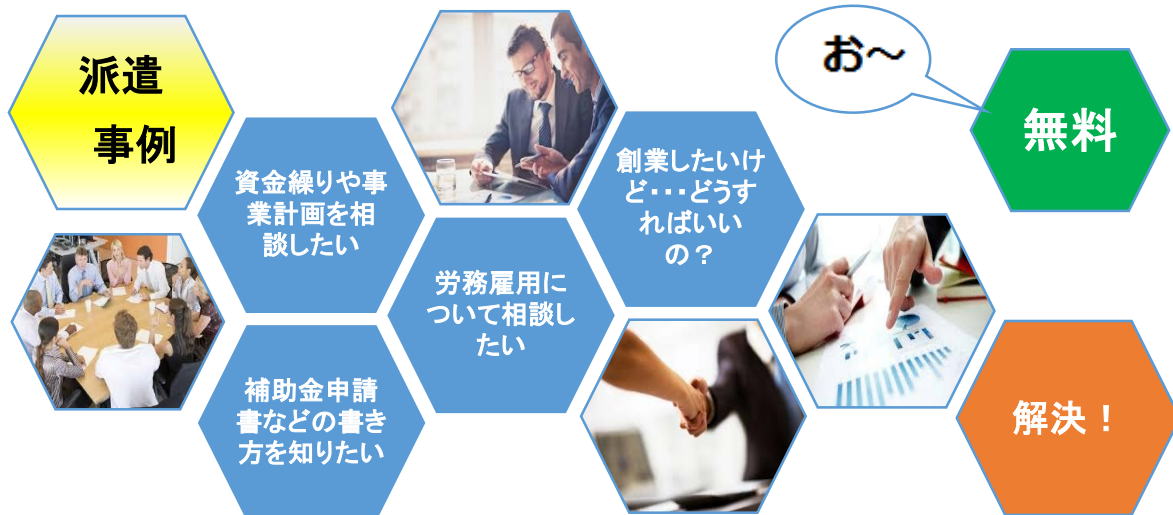 派遣
事例
資金繰りや事
業計画を相
談したい
補助金申請
書などの書き
方を知りたい
労務雇用に
ついて相談し
たい
創業したいけ
ど・・・どうす
ればいい
の？
お～
無料
解決！